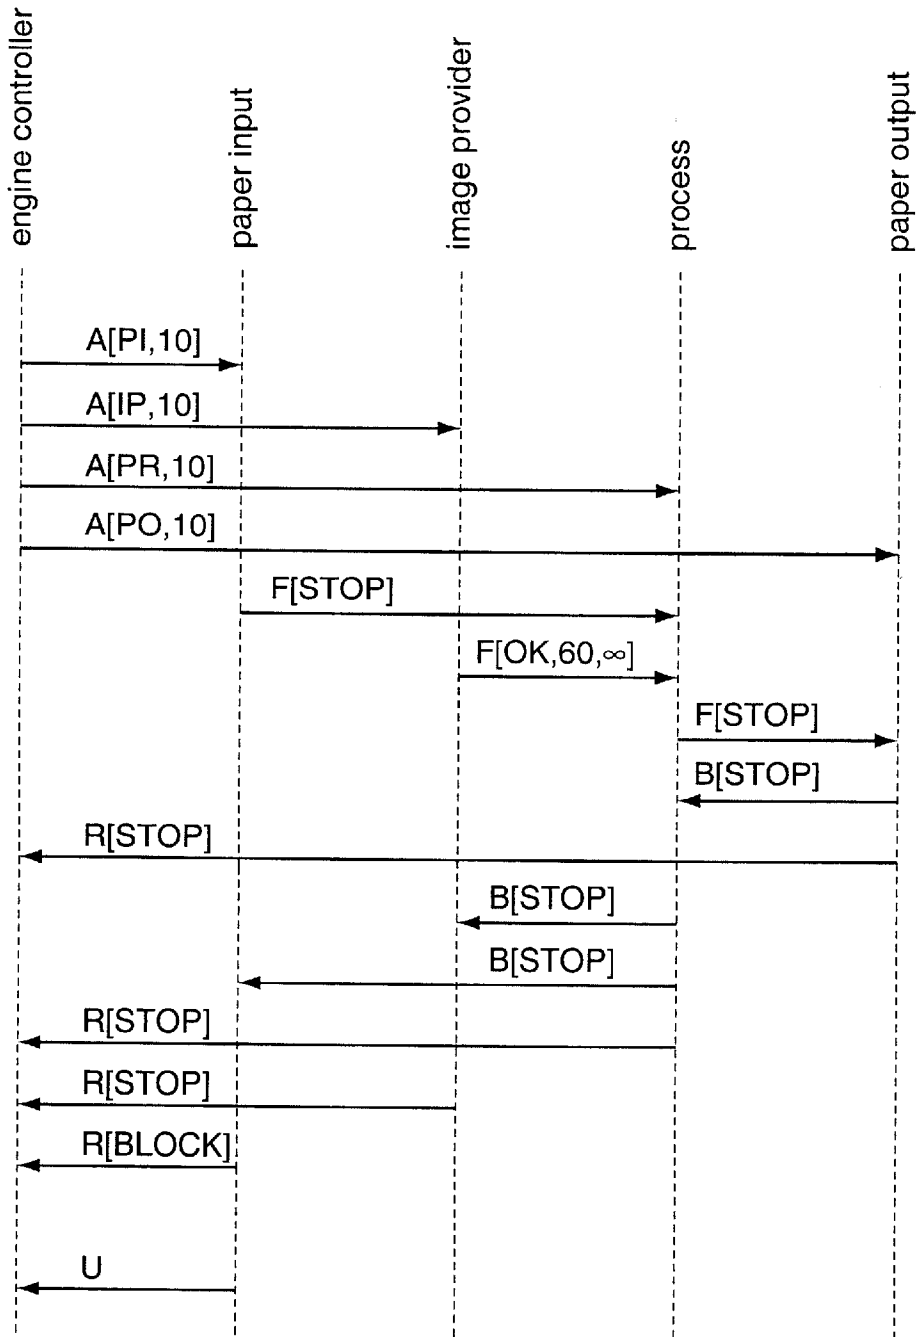 engine controller
paper input
image provider
process
paper output
A[PI,10]
A[IP,10]
A[PR,10]
A[PO,10]
F[STOP]
F[OK,60,∞]
F[STOP]
B[STOP]
R[STOP]
B[STOP]
B[STOP]
R[STOP]
R[STOP]
R[BLOCK]
U